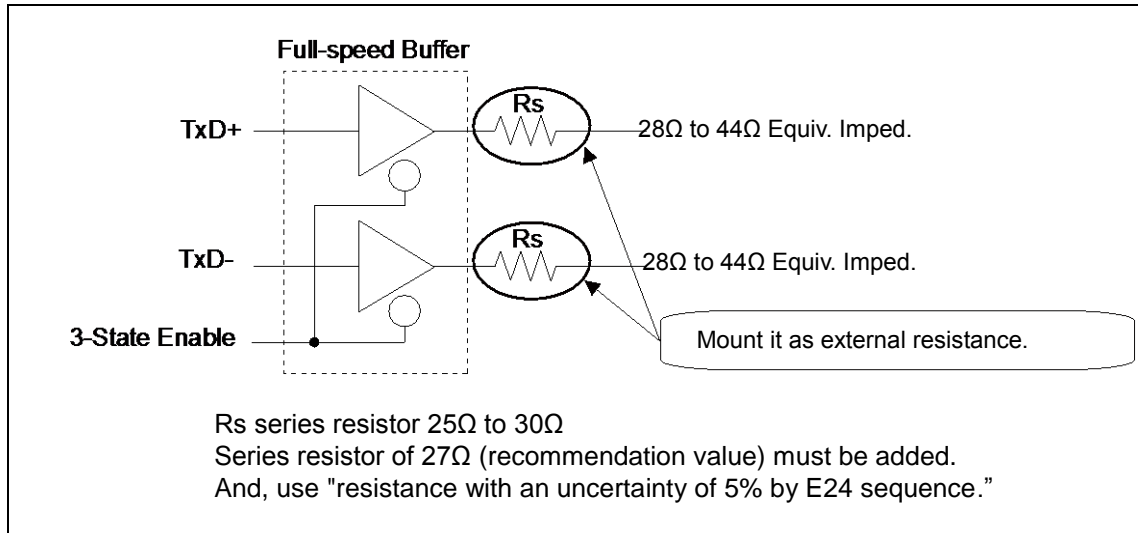 Full-speed Buffer
Rs
TxD+
28Ω to 44Ω Equiv. Imped.
Rs
TxD-
28Ω to 44Ω Equiv. Imped.
3-State Enable
Mount it as external resistance.
Rs series resistor 25Ω to 30Ω
Series resistor of 27Ω (recommendation value) must be added.
And, use "resistance with an uncertainty of 5% by E24 sequence.”